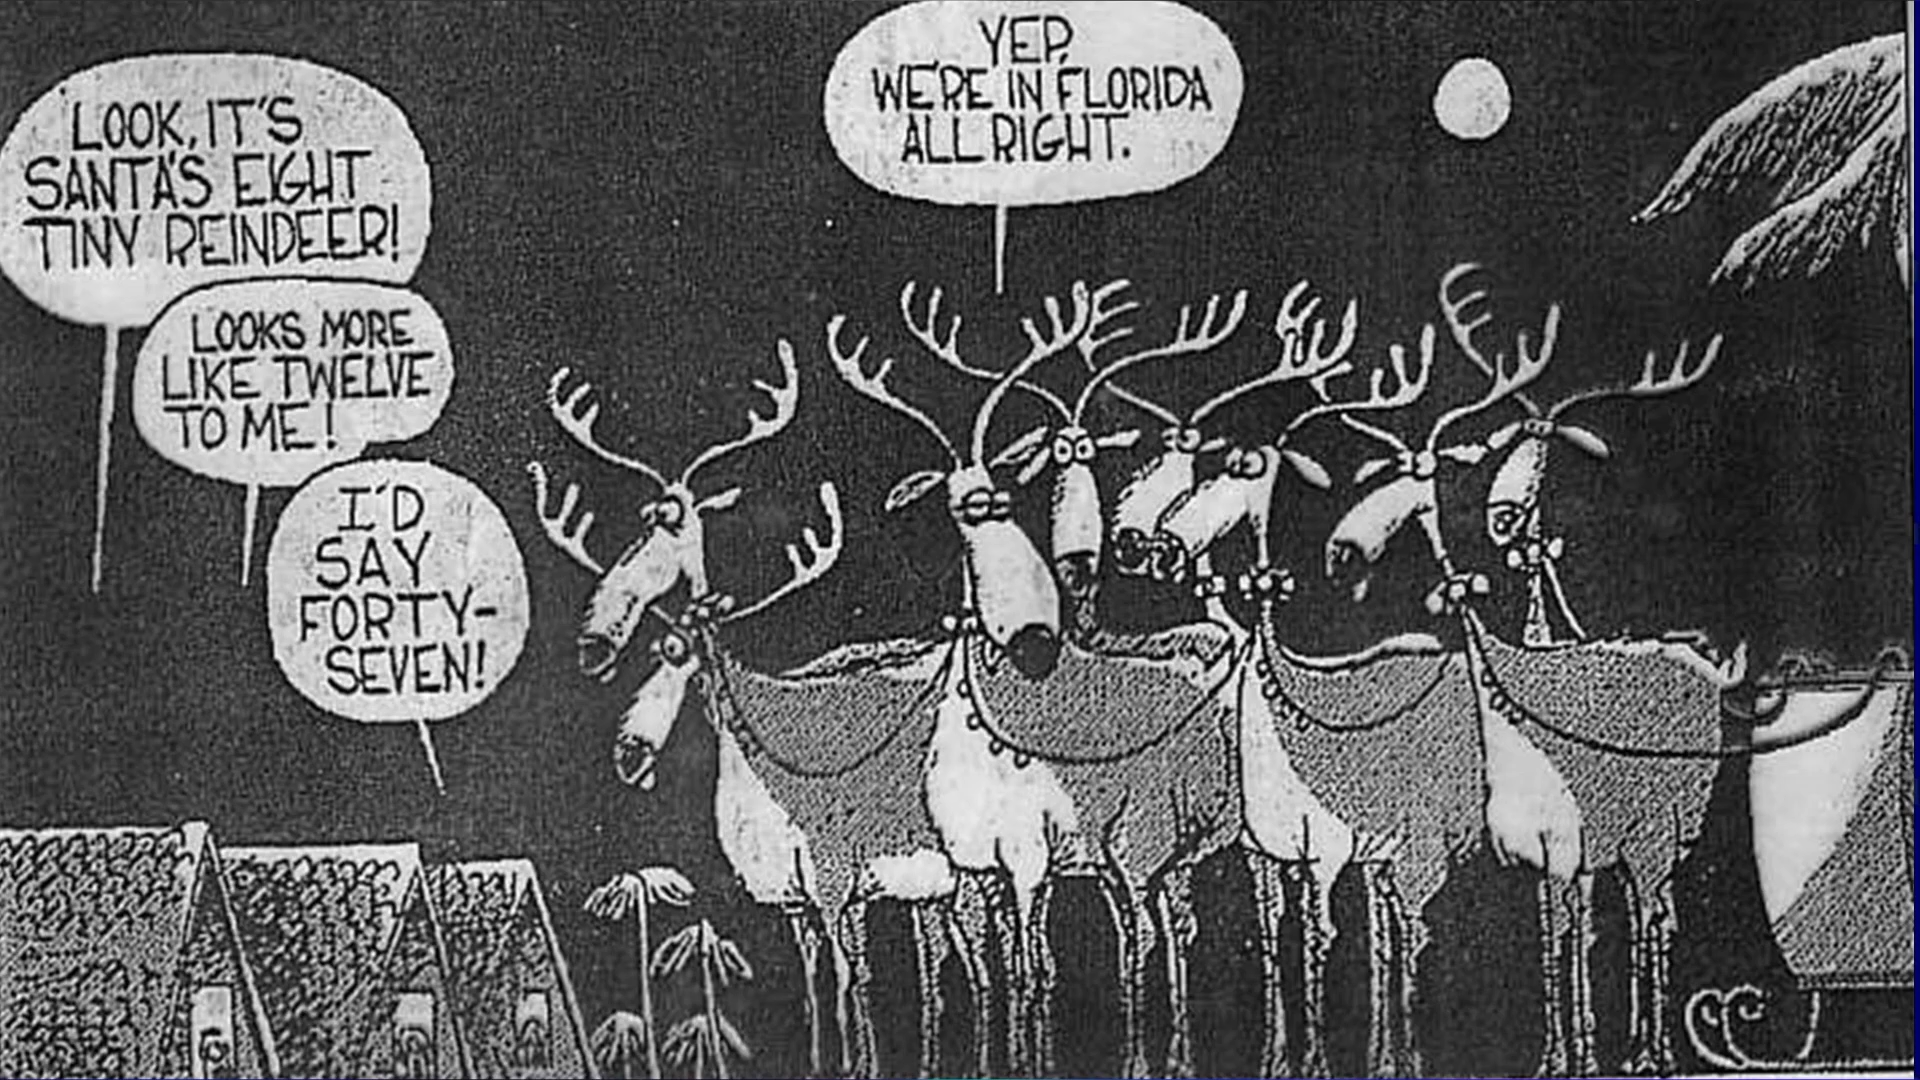 LOOK, IT'S
SANTA'S EIGHT
TINY REINDEER!
LOOKS MORE
LIKE TWELVE
TO ME!
I'D
SAY
FORTY-
SEVEN!
YEP,
WE'RE IN FLORIDA
ALL RIGHT.